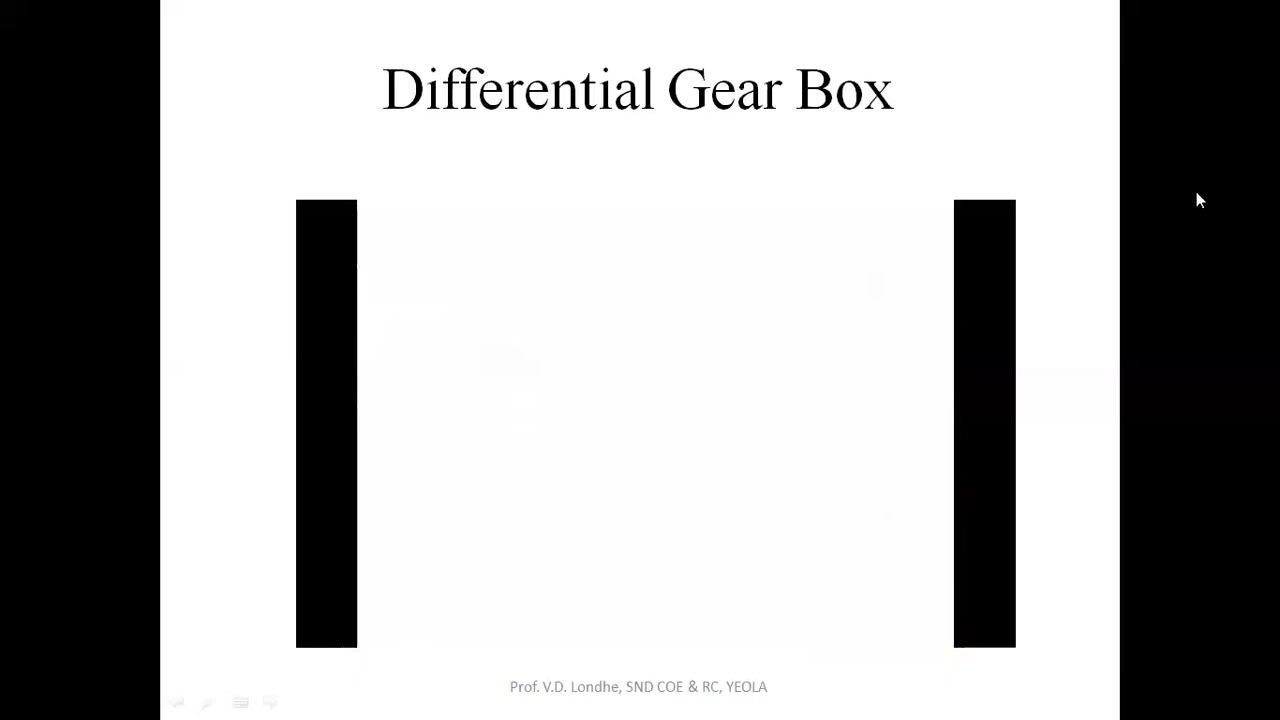 Differential Gear Box
Prof. V.D. Londhe, SND COE & RC, YEOLA